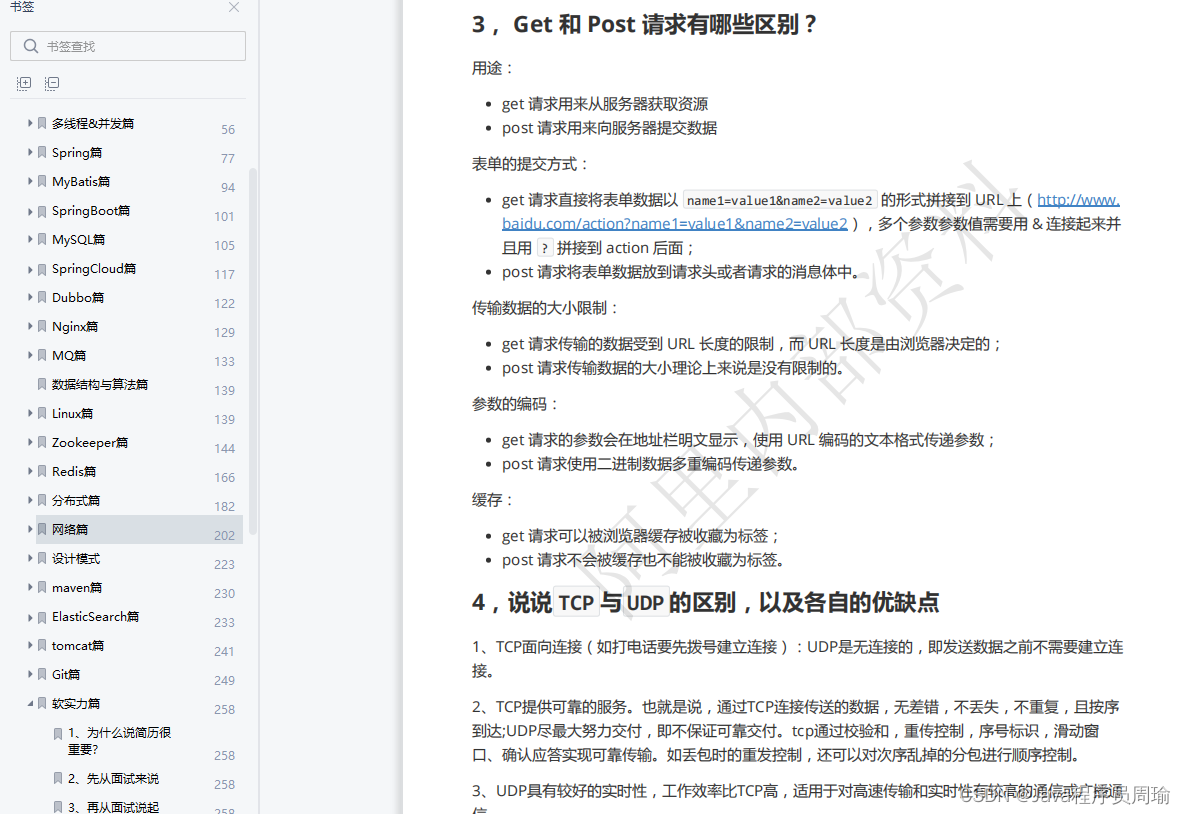 书签
书签查找
多线程&并发篇 56
Spring篇 77
MyBatis篇 94
SpringBoot篇 101
MySQL篇 105
SpringCloud篇 117
Dubbo篇 122
Nginx篇 129
MQ篇 133
数据结构与算法篇 139
Linux篇 139
Zookeeper篇 144
Redis篇 166
分布式篇 182
网络篇 202
设计模式 223
maven篇 230
ElasticSearch篇 233
tomcat篇 241
Git篇 249
软实力篇 258
1、为什么说简历很
重要？ 258
2、先从面试来说 258
3、再从面试说起 258
3， Get 和 Post 请求有哪些区别？
用途：
get 请求用来从服务器获取资源
post 请求用来向服务器提交数据
表单的提交方式：
get 请求直接将表单数据以 name1=value1&name2=value2 的形式拼接到 URL 上（http://www.
baidu.com/action?name1=value1&name2=value2），多个参数参数值需要用 & 连接起来并
且用 ? 拼接到 action 后面；
post 请求将表单数据放到请求头或者请求的消息体中。
传输数据的大小限制：
get 请求传输的数据受到 URL 长度的限制，而 URL 长度是由浏览器决定的；
post 请求传输数据的大小理论上来说是没有限制的。
参数的编码：
get 请求的参数会在地址栏明文显示，使用 URL 编码的文本格式传递参数；
post 请求使用二进制数据多重编码传递参数。
缓存：
get 请求可以被浏览器缓存被收藏为标签；
post 请求不会被缓存也不能被收藏为标签。
4，说说TCP与UDP的区别，以及各自的优缺点
1、TCP面向连接（如打电话要先拨号建立连接）：UDP是无连接的，即发送数据之前不需要建立连
接。
2、TCP提供可靠的服务。也就是说，通过TCP连接传送的数据，无差错，不丢失，不重复，且按序
到达;UDP尽最大努力交付，即不保证可靠交付。tcp通过校验和，重传控制，序号标识，滑动窗
口、确认应答实现可靠传输。如丢包时的重发控制，还可以对次序乱掉的分包进行顺序控制。
3、UDP具有较好的实时性，工作效率比TCP高，适用于对高速传输和实时性有较高的通信或广播通
信。
阿里内部资料
CSDN @Java程序员周瑜